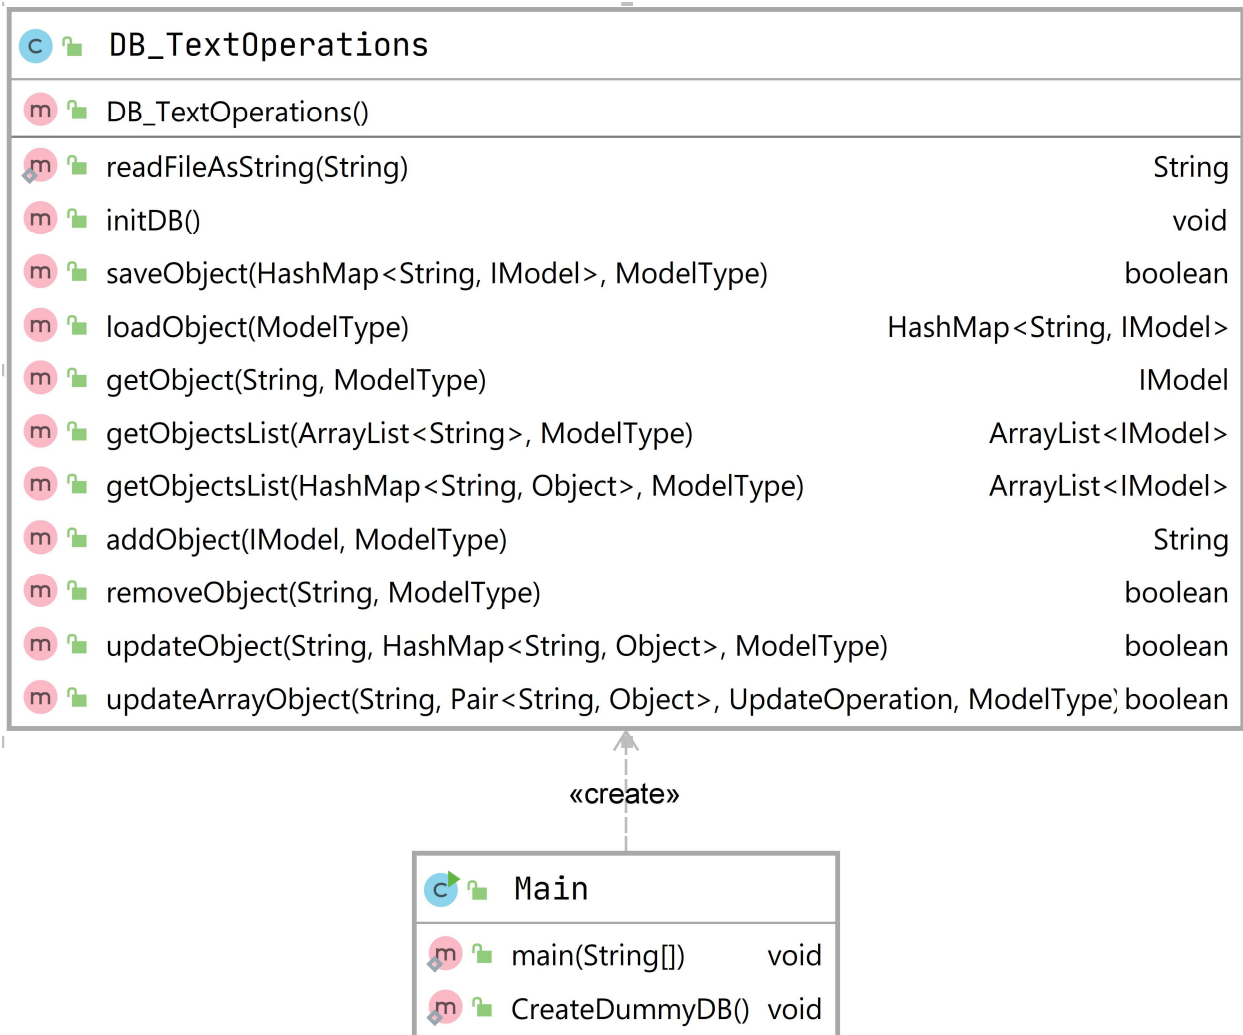 DB_TextOperations
DB_TextOperations()
readFileAsString(String) String
initDB() void
saveObject(HashMap<String, IModel>, ModelType) boolean
loadObject(ModelType) HashMap<String, IModel>
getObject(String, ModelType) IModel
getObjectsList(ArrayList<String>, ModelType) ArrayList<IModel>
getObjectsList(HashMap<String, Object>, ModelType) ArrayList<IModel>
addObject(IModel, ModelType) String
removeObject(String, ModelType) boolean
updateObject(String, HashMap<String, Object>, ModelType) boolean
updateArrayObject(String, Pair<String, Object>, UpdateOperation, ModelType) boolean
«create»
Main
main(String[]) void
CreateDummyDB() void